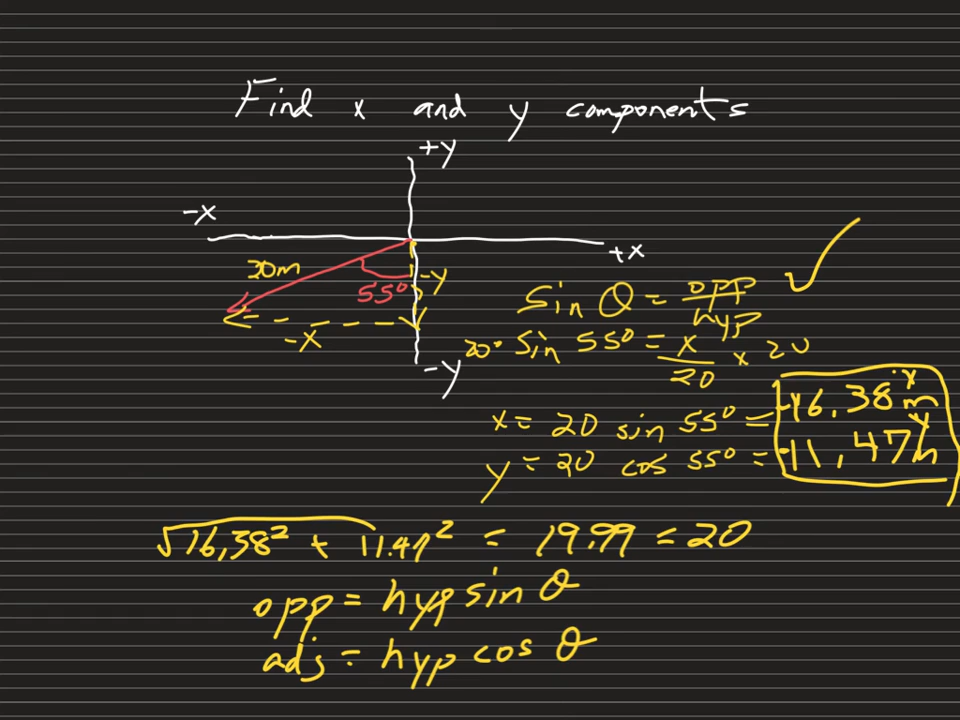 Find x and y components
+y
-x
+x
20m
55°
-y
-x
-y
Sin θ = opp/hyp
20· Sin 55° = x/20 x 20
x = 20 sin 55° = -16.38 m x
y = 20 cos 55° = -11.47m y
√16.38² + 11.47² = 19.99 = 20
opp = hyp sin θ
adj = hyp cos θ